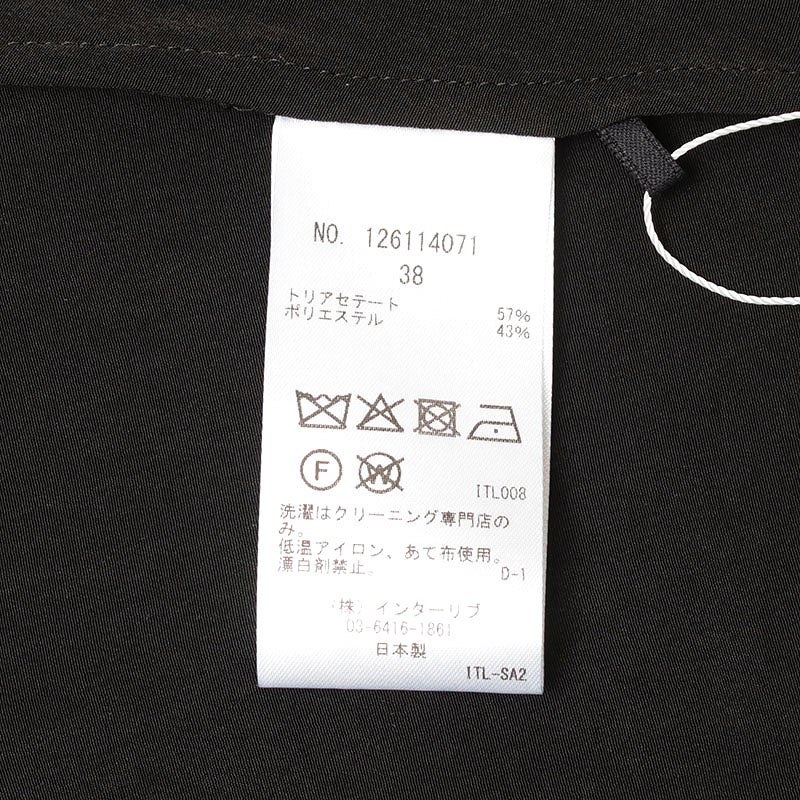 NO. 126114071
38
トリアセテート 57%
ポリエステル 43%
F W
ITL008
洗濯はクリーニング専門店の
み。
低温アイロン、あて布使用。
漂白剤禁止。 D-1
(株)インターリブ
03-6416-1861
日本製
ITL-SA2